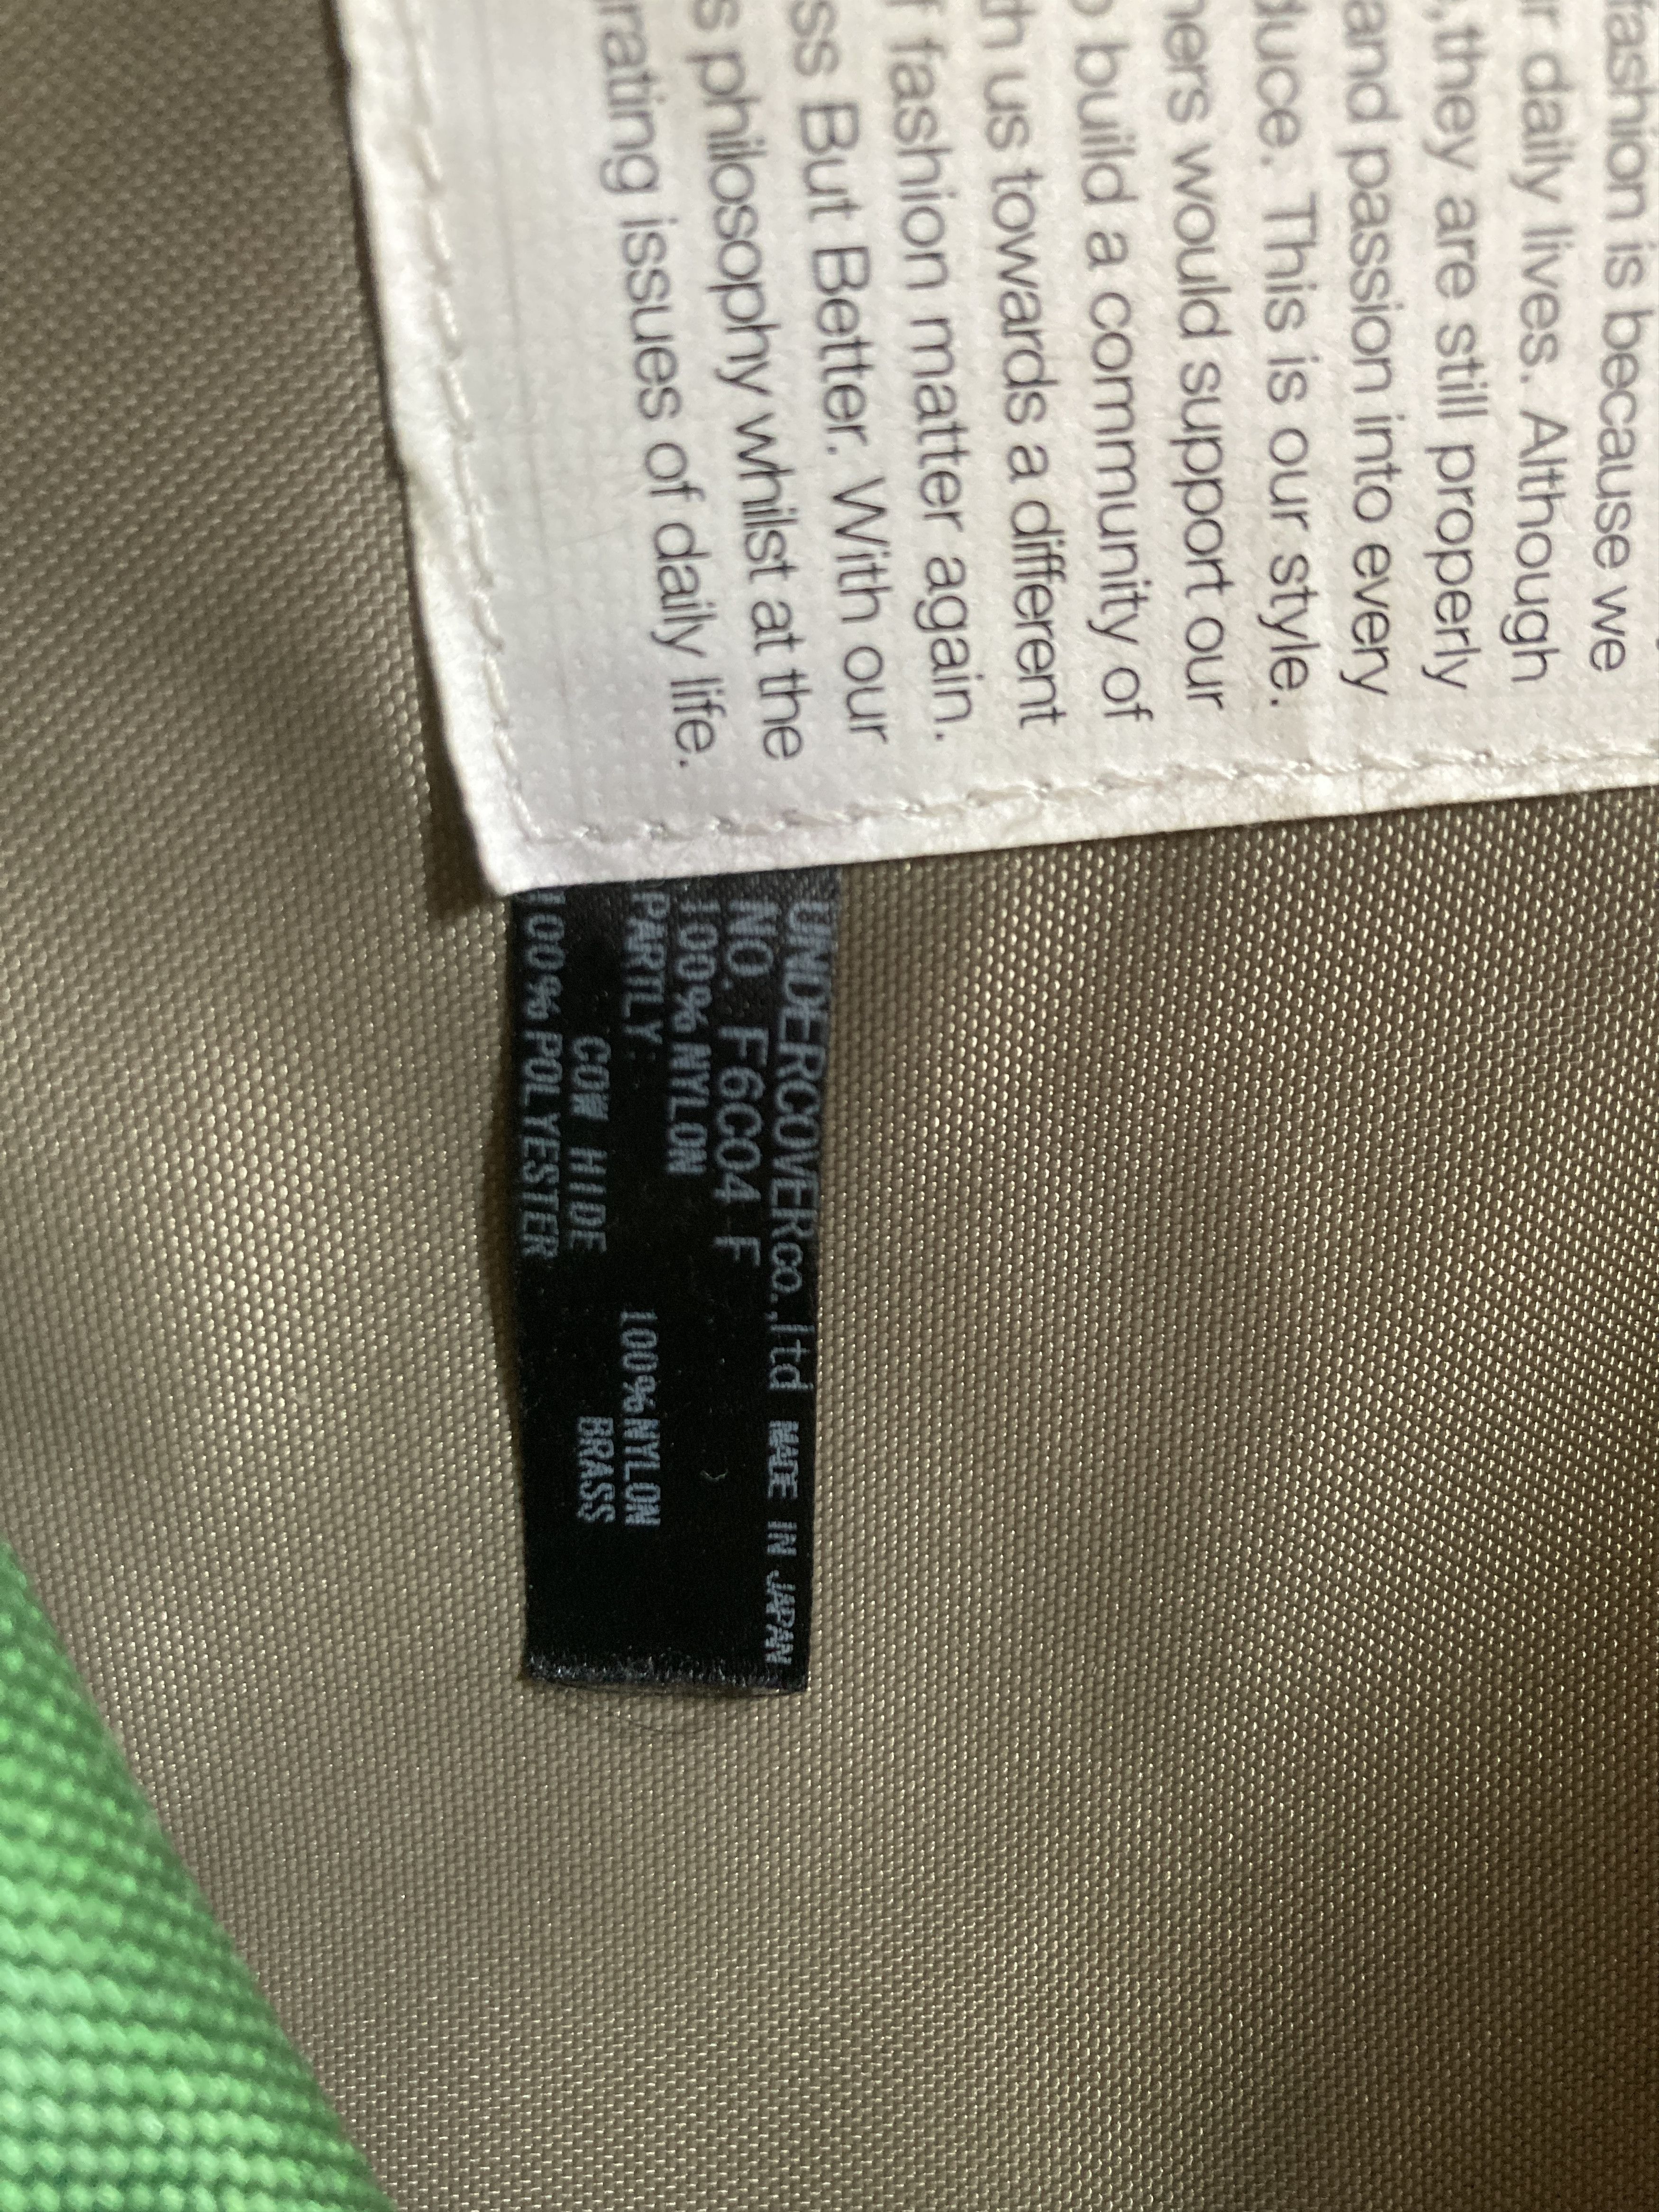 fashion is because we
daily lives. Although
they are still properly
and passion into every
duce. This is our style.
ners would support our
build a community of
th us towards a different
fashion matter again.
ss But Better. With our
s philosophy whilst at the
rating issues of daily life.
UNDERCOVERco.,ltd MADE IN JAPAN
NO. F6C04-F
100%NYLON
PARTLY: 100%NYLON
COW HIDE BRASS
100%POLYESTER